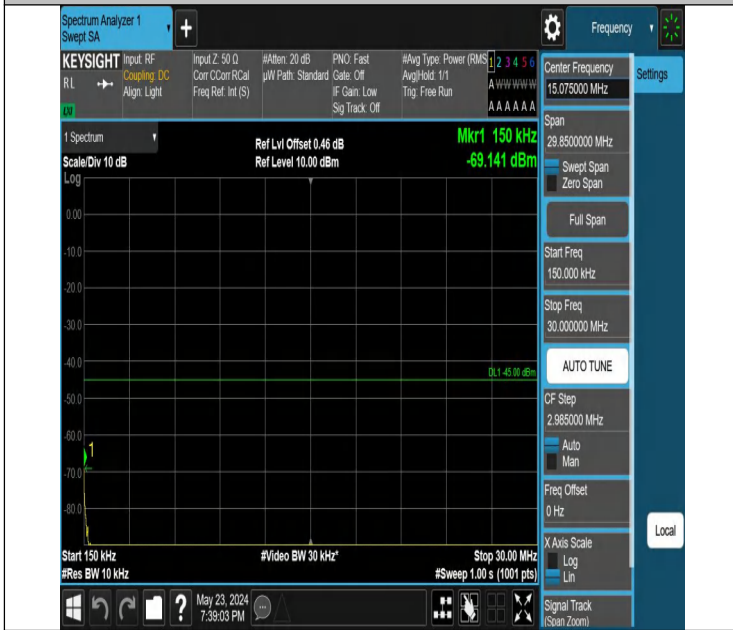 Spectrum Analyzer 1
Swept SA
+
Frequency
KEYSIGHT
RL
Input: RF
Coupling: DC
Align: Light
Input Z: 50 Ω
Corr CCorr RCal
Freq Ref: Int (S)
#Atten: 20 dB
µW Path: Standard
PNO: Fast
Gate: Off
IF Gain: Low
Sig Track: Off
#Avg Type: Power (RMS
Avg|Hold: 1/1
Trig: Free Run
1 2 3 4 5 6
A W W W W W
A A A A A A
1 Spectrum
Scale/Div 10 dB
Log
Ref Lvl Offset 0.46 dB
Ref Level 10.00 dBm
Mkr1 150 kHz
-69.141 dBm
0.00
-10.0
-20.0
-30.0
-40.0
DL1 -45.00 dBm
-50.0
-60.0
1
-70.0
-80.0
Start 150 kHz
#Video BW 30 kHz*
Stop 30.00 MHz
#Res BW 10 kHz
#Sweep 1.00 s (1001 pts)
?
May 23, 2024
7:39:03 PM
Center Frequency
15.075000 MHz
Settings
Span
29.8500000 MHz
Swept Span
Zero Span
Full Span
Start Freq
150.000 kHz
Stop Freq
30.000000 MHz
AUTO TUNE
CF Step
2.985000 MHz
Auto
Man
Freq Offset
0 Hz
Local
X Axis Scale
Log
Lin
Signal Track
(Span Zoom)